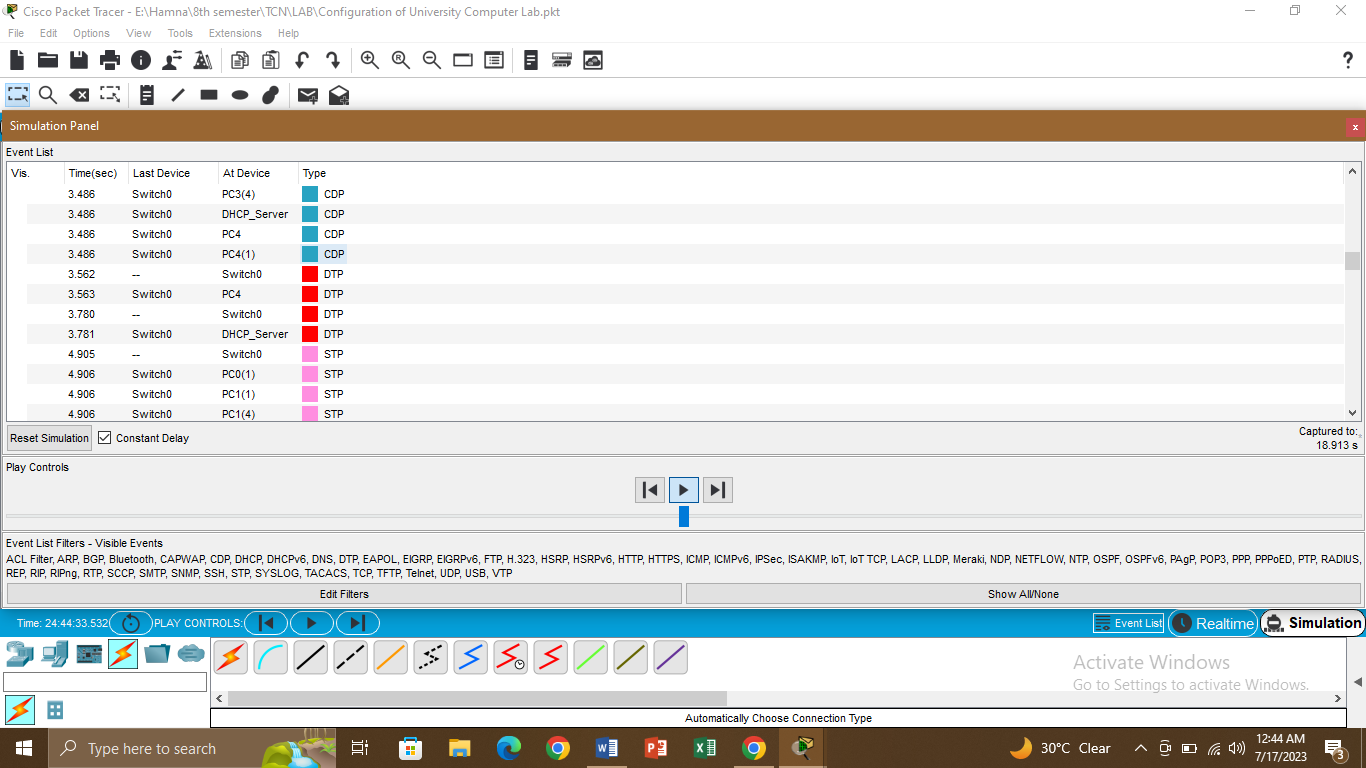 Cisco Packet Tracer - E:\Hamna\8th semester\TCN\LAB\Configuration of University Computer Lab.pkt
File Edit Options View Tools Extensions Help
Simulation Panel
Event List
Vis. Time(sec) Last Device At Device Type
3.486 Switch0 PC3(4) CDP
3.486 Switch0 DHCP_Server CDP
3.486 Switch0 PC4 CDP
3.486 Switch0 PC4(1) CDP
3.562 -- Switch0 DTP
3.563 Switch0 PC4 DTP
3.780 -- Switch0 DTP
3.781 Switch0 DHCP_Server DTP
4.905 -- Switch0 STP
4.906 Switch0 PC0(1) STP
4.906 Switch0 PC1(1) STP
4.906 Switch0 PC1(4) STP
Reset Simulation Constant Delay Captured to:
18.913 s
Play Controls
Event List Filters - Visible Events
ACL Filter, ARP, BGP, Bluetooth, CAPWAP, CDP, DHCP, DHCPv6, DNS, DTP, EAPOL, EIGRP, EIGRPv6, FTP, H.323, HSRP, HSRPv6, HTTP, HTTPS, ICMP, ICMPv6, IPSec, ISAKMP, IoT, IoT TCP, LACP, LLDP, Meraki, NDP, NETFLOW, NTP, OSPF, OSPFv6, PAgP, POP3, PPP, PPPoED, PTP, RADIUS,
REP, RIP, RIPng, RTP, SCCP, SMTP, SNMP, SSH, STP, SYSLOG, TACACS, TCP, TFTP, Telnet, UDP, USB, VTP
Edit Filters Show All/None
Time: 24:44:33.532 PLAY CONTROLS: Event List Realtime Simulation
Activate Windows
Go to Settings to activate Windows.
Automatically Choose Connection Type
Type here to search 30°C Clear 12:44 AM
7/17/2023 3